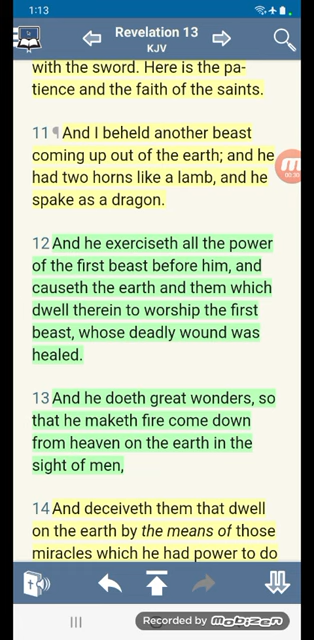 1:13
Revelation 13
KJV
with the sword. Here is the pa-
tience and the faith of the saints.
11 ¶ And I beheld another beast
coming up out of the earth; and he
had two horns like a lamb, and he
spake as a dragon.
12 And he exerciseth all the power
of the first beast before him, and
causeth the earth and them which
dwell therein to worship the first
beast, whose deadly wound was
healed.
13 And he doeth great wonders, so
that he maketh fire come down
from heaven on the earth in the
sight of men,
14 And deceiveth them that dwell
on the earth by the means of those
miracles which he had power to do
Recorded by Mobizen